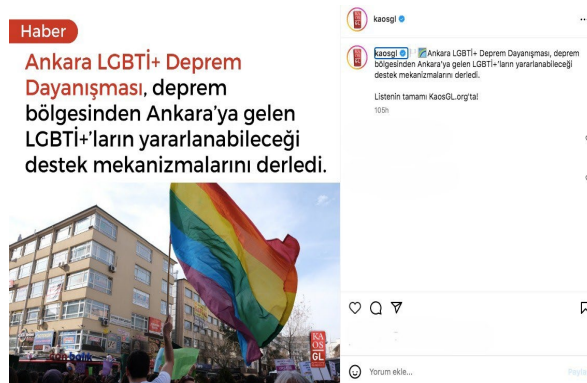 Haber
Ankara LGBTİ+ Deprem
Dayanışması, deprem
bölgesinden Ankara'ya gelen
LGBTİ+'ların yararlanabileceği
destek mekanizmalarını derledi.
KA
OS
GL
kaosgl
kaosgl Ankara LGBTİ+ Deprem Dayanışması, deprem
bölgesinden Ankara'ya gelen LGBTİ+'ların yararlanabileceği
destek mekanizmalarını derledi.
Listenin tamamı KaosGL.org'ta!
105h
Yorum ekle...